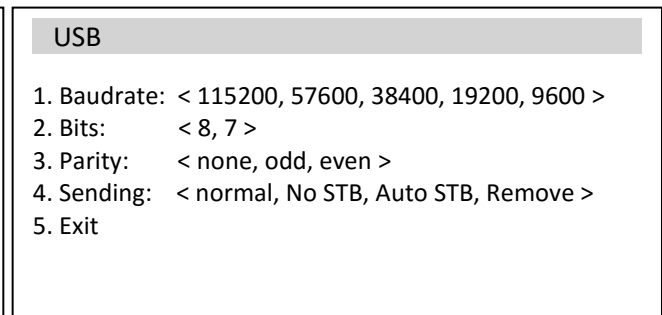 USB
1. Baudrate: < 115200, 57600, 38400, 19200, 9600 >
2. Bits: < 8, 7 >
3. Parity: < none, odd, even >
4. Sending: < normal, No STB, Auto STB, Remove >
5. Exit